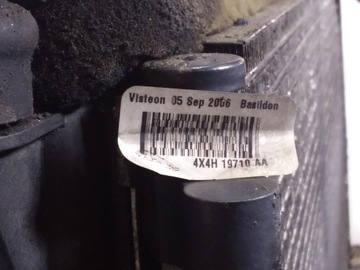 Visteon 05 Sep 2006 Basildon
4X4H 19710 AA